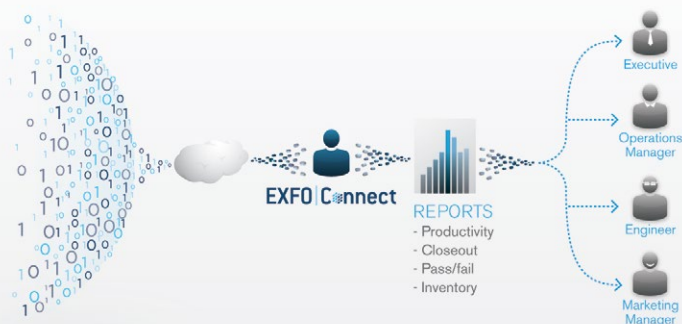 EXFO|Connect
REPORTS
- Productivity
- Closeout
- Pass/fail
- Inventory
Executive
Operations
Manager
Engineer
Marketing
Manager